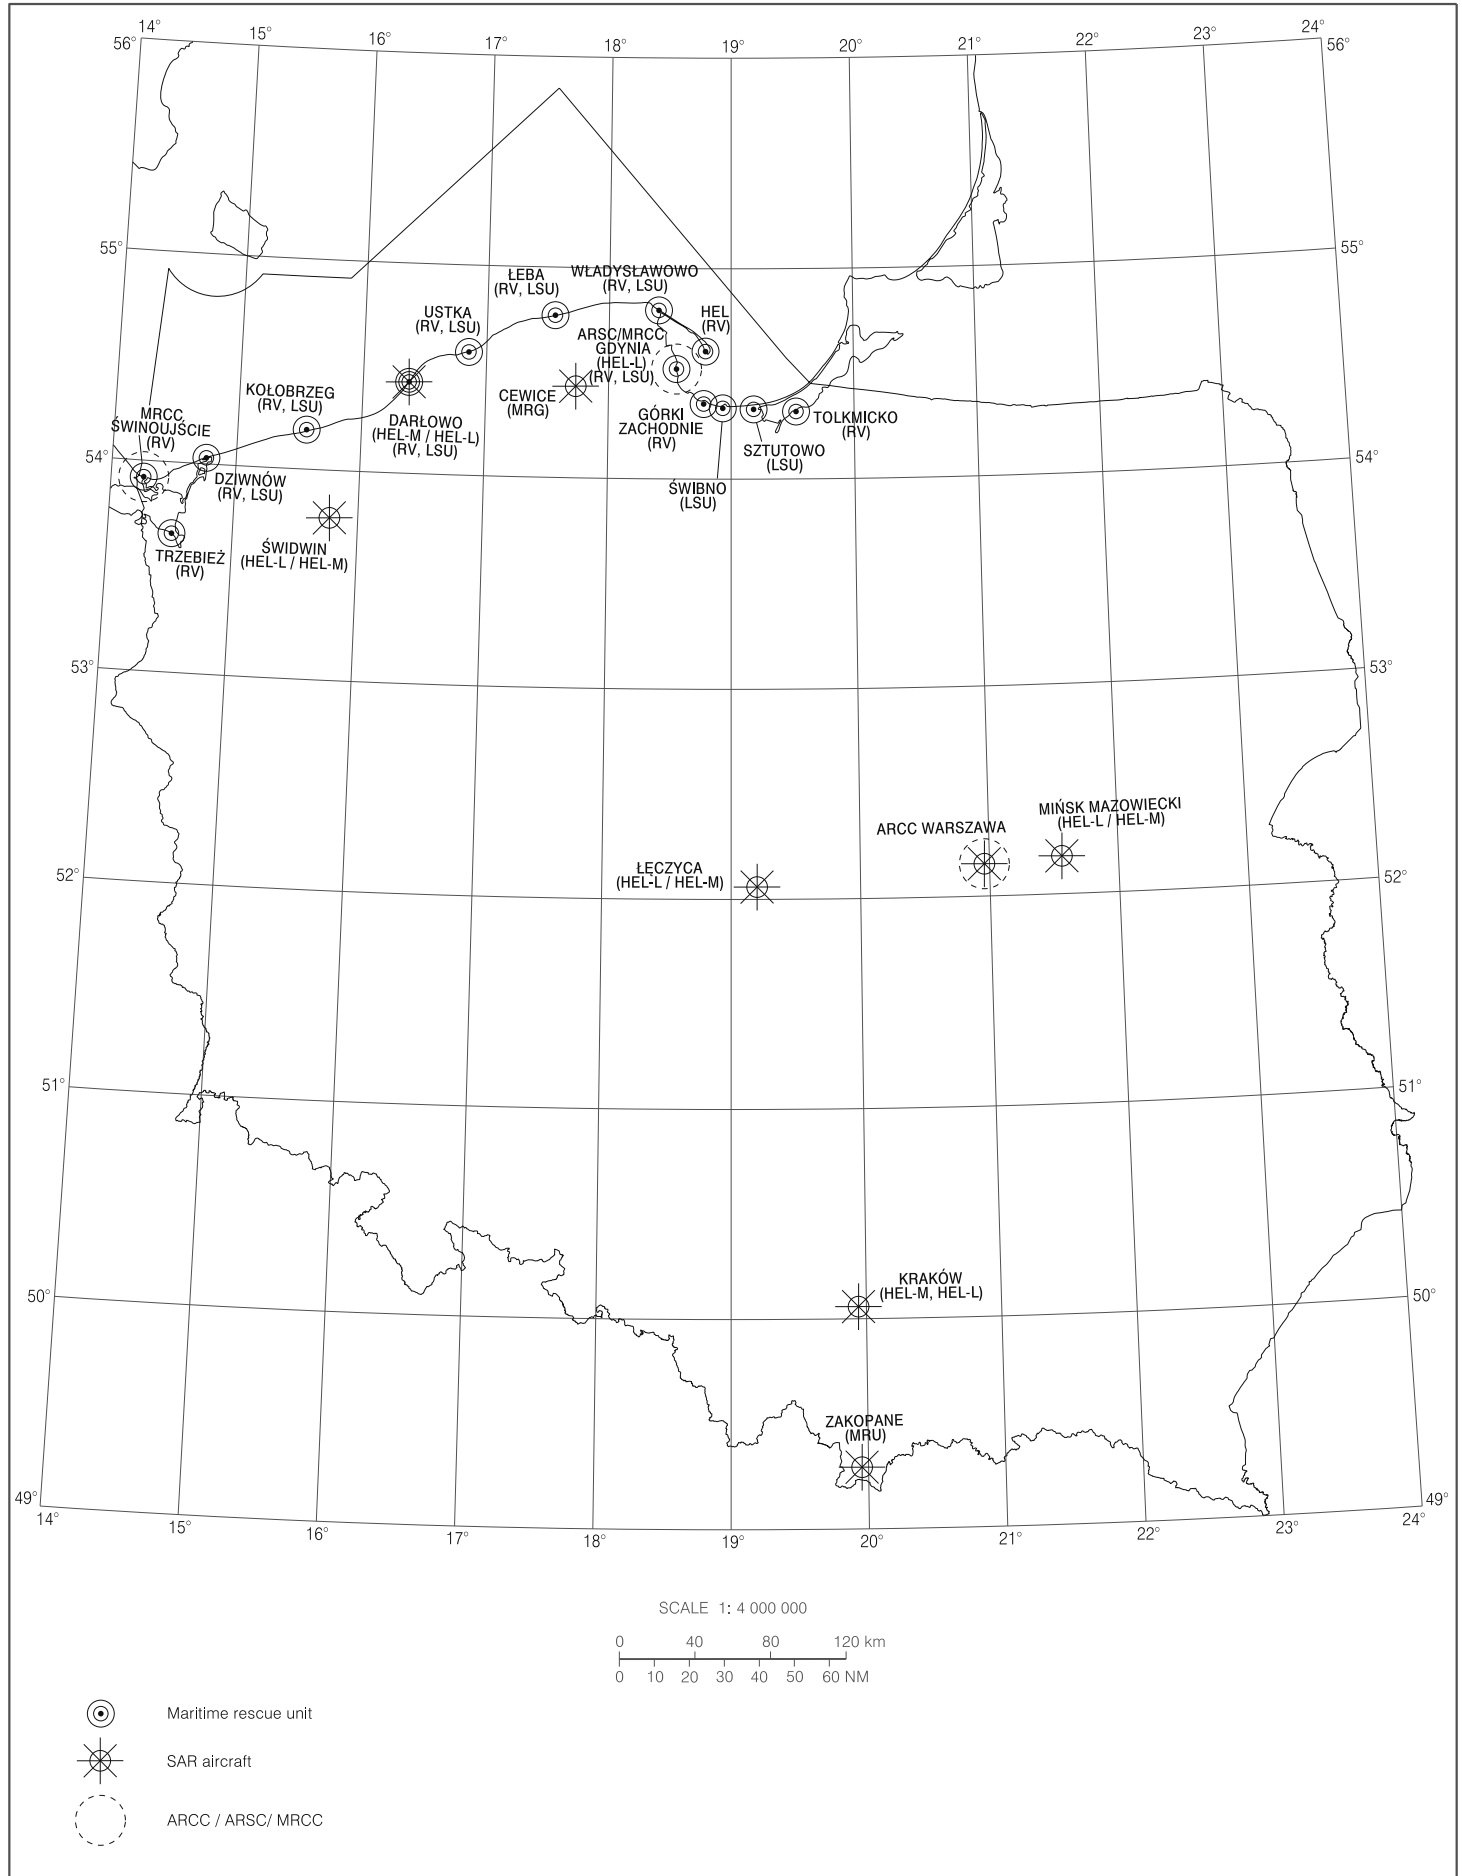 14°
15°
16°
17°
18°
19°
20°
21°
22°
23°
24°
56°
56°
55°
55°
ŁEBA
(RV, LSU)
WŁADYSŁAWOWO
(RV, LSU)
USTKA
(RV, LSU)
HEL
(RV)
ARSC/MRCC
GDYNIA
(HEL-L)
(RV, LSU)
KOŁOBRZEG
(RV, LSU)
CEWICE
(MRG)
MRCC
ŚWINOUJŚCIE
(RV)
DARŁOWO
(HEL-M / HEL-L)
(RV, LSU)
GÓRKI
ZACHODNIE
(RV)
TOLKMICKO
(RV)
SZTUTOWO
(LSU)
54°
54°
DZIWNÓW
(RV, LSU)
ŚWIBNO
(LSU)
TRZEBIEŻ
(RV)
ŚWIDWIN
(HEL-L / HEL-M)
53°
53°
MIŃSK MAZOWIECKI
(HEL-L / HEL-M)
ARCC WARSZAWA
ŁĘCZYCA
(HEL-L / HEL-M)
52°
52°
51°
51°
KRAKÓW
(HEL-M, HEL-L)
50°
50°
ZAKOPANE
(MRU)
49°
49°
14°
15°
16°
17°
18°
19°
20°
21°
22°
23°
24°
SCALE 1: 4 000 000
0 40 80 120 km
0 10 20 30 40 50 60 NM
Maritime rescue unit
SAR aircraft
ARCC / ARSC/ MRCC